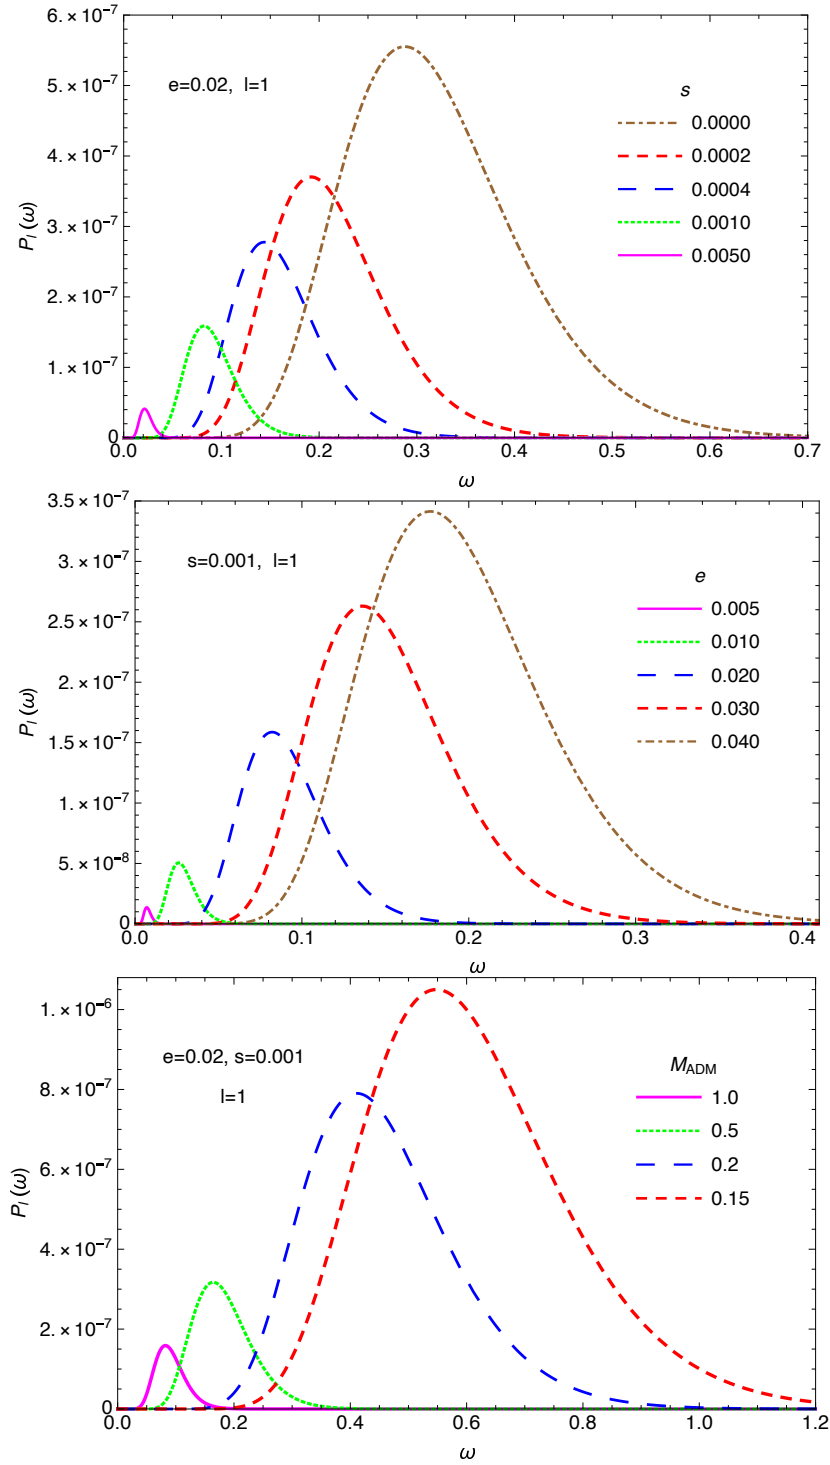 6. × 10⁻⁷
5. × 10⁻⁷
4. × 10⁻⁷
3. × 10⁻⁷
2. × 10⁻⁷
1. × 10⁻⁷
0
P_l (ω)
e=0.02, l=1
s
0.0000
0.0002
0.0004
0.0010
0.0050
0.0 0.1 0.2 0.3 0.4 0.5 0.6 0.7
ω
3.5 × 10⁻⁷
3. × 10⁻⁷
2.5 × 10⁻⁷
2. × 10⁻⁷
1.5 × 10⁻⁷
1. × 10⁻⁷
5. × 10⁻⁸
0
P_l (ω)
s=0.001, l=1
e
0.005
0.010
0.020
0.030
0.040
0.0 0.1 0.2 0.3 0.4
ω
1. × 10⁻⁶
8. × 10⁻⁷
6. × 10⁻⁷
4. × 10⁻⁷
2. × 10⁻⁷
0
P_l (ω)
e=0.02, s=0.001
l=1
M_ADM
1.0
0.5
0.2
0.15
0.0 0.2 0.4 0.6 0.8 1.0 1.2
ω